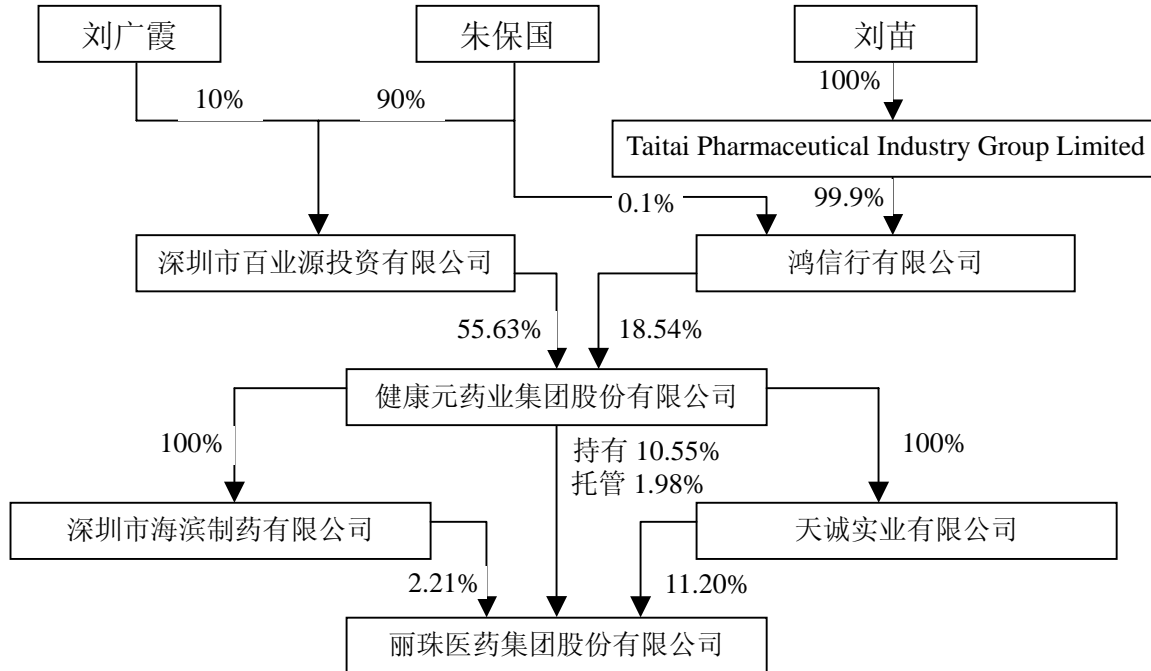 刘广霞
朱保国
刘苗
100%
10%
90%
Taitai Pharmaceutical Industry Group Limited
0.1%
99.9%
深圳市百业源投资有限公司
鸿信行有限公司
55.63%
18.54%
健康元药业集团股份有限公司
100%
持有 10.55%
100%
托管 1.98%
深圳市海滨制药有限公司
天诚实业有限公司
2.21%
11.20%
丽珠医药集团股份有限公司